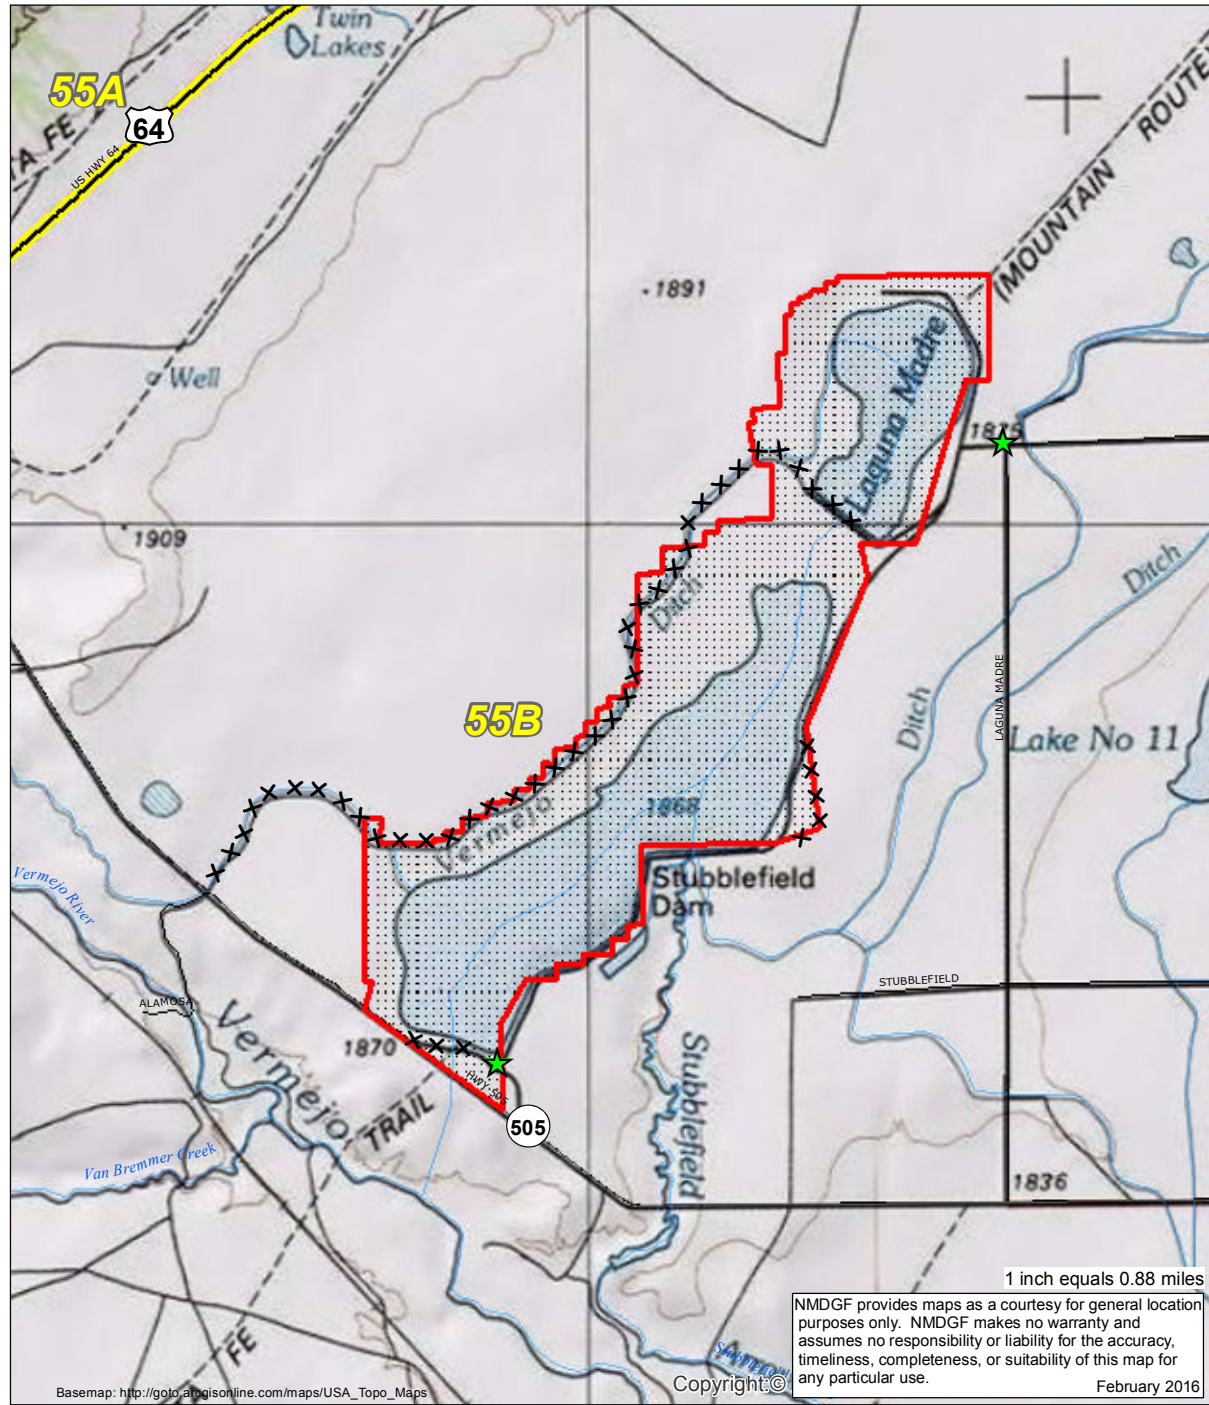 Twin
Lakes
55A
64
TA FE
US HWY 64
(MOUNTAIN ROUTE
1891
Well
Laguna Madre
1875
1909
Ditch
Ditch
Ditch
LAGUNA MADRE
55B
Lake No 11
1868
Vermejo
Stubblefield
Dam
Vermejo
River
STUBBLEFIELD
ALAMOSA
Vermejo
1870
TRAIL
HWY-505
505
Stubblefield
Van Bremmer Creek
1836
FE
1 inch equals 0.88 miles
NMDGF provides maps as a courtesy for general location
purposes only. NMDGF makes no warranty and
assumes no responsibility or liability for the accuracy,
timeliness, completeness, or suitability of this map for
any particular use.
February 2016
Stubblefield
Copyright:©
Basemap: http://goto.arcgisonline.com/maps/USA_Topo_Maps